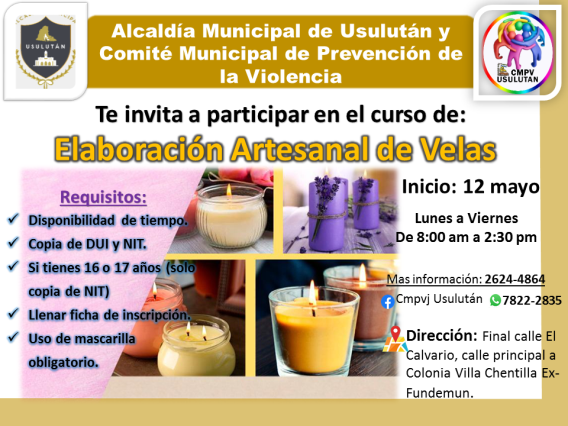 USULUTÁN
Alcaldía Municipal de Usulután y
Comité Municipal de Prevención de
la Violencia
CMPV
USULUTAN
Te invita a participar en el curso de:
Elaboración Artesanal de Velas
Requisitos:
✓ Disponibilidad de tiempo.
✓ Copia de DUI y NIT.
✓ Si tienes 16 o 17 años (solo
copia de NIT)
✓ Llenar ficha de inscripción.
✓ Uso de mascarilla
obligatorio.
Inicio: 12 mayo
Lunes a Viernes
De 8:00 am a 2:30 pm
Mas información: 2624-4864
Cmpvj Usulután 7822-2835
Dirección: Final calle El
Calvario, calle principal a
Colonia Villa Chentilla Ex-
Fundemun.